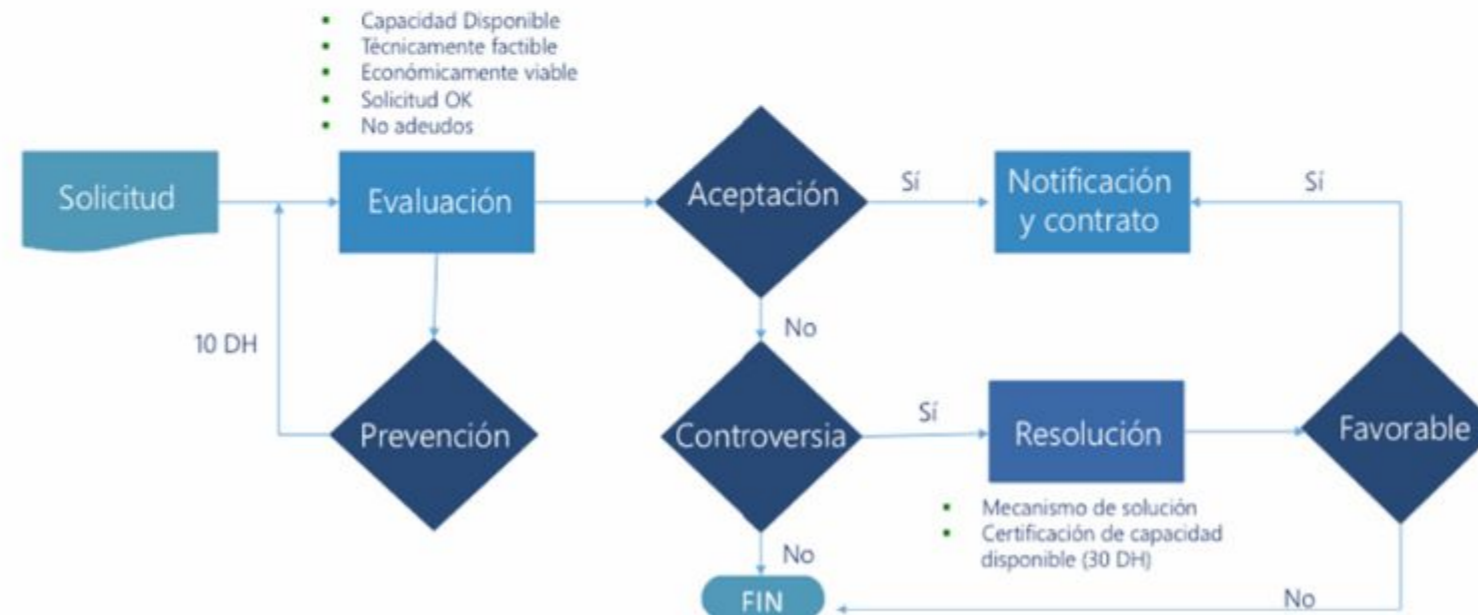 Capacidad Disponible
Técnicamente factible
Económicamente viable
Solicitud OK
No adeudos
Solicitud
Evaluación
Aceptación
Sí
Notificación
y contrato
Sí
10 DH
No
Prevención
Controversia
Sí
Resolución
Favorable
Mecanismo de solución
Certificación de capacidad
disponible (30 DH)
No
FIN
No